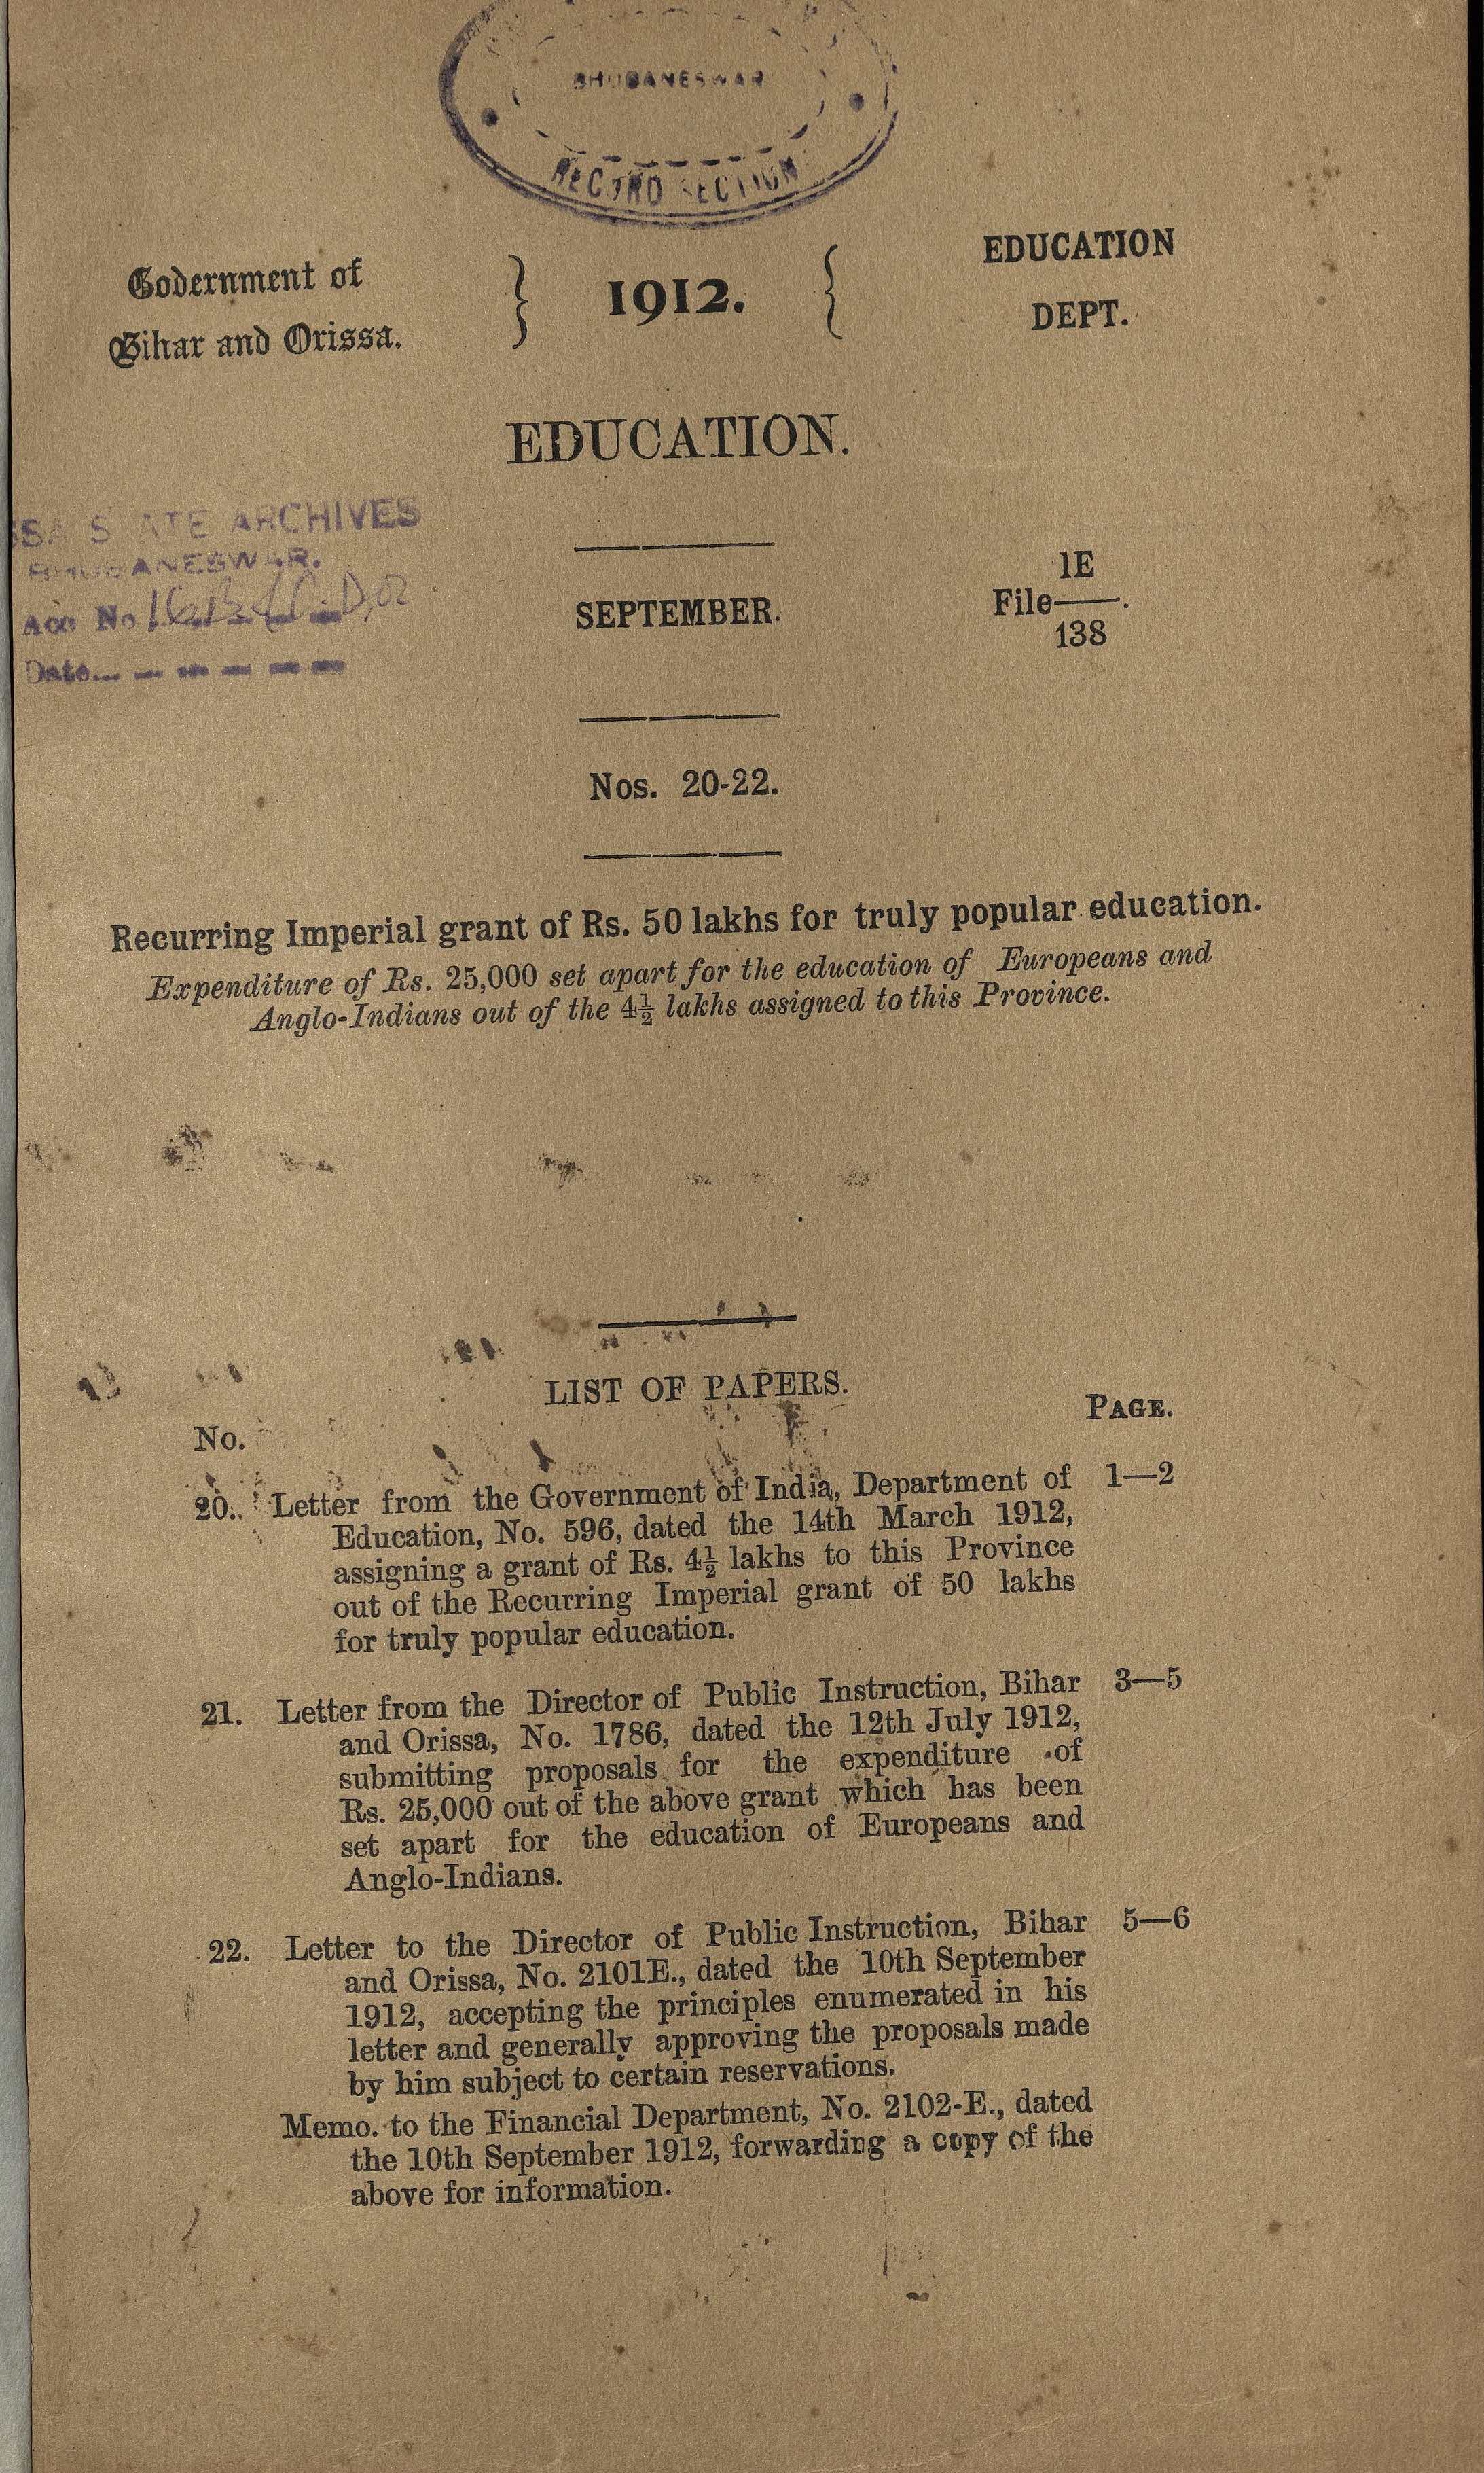 BHUBANESWAR
RECORD SECTION
Government of
Bihar and Orissa.
} 1912. {
EDUCATION
DEPT.
EDUCATION.
SSA STATE ARCHIVES
BHUBANESWAR.
Acc No
Date...
SEPTEMBER.
1E
File——.
138
Nos. 20-22.
Recurring Imperial grant of Rs. 50 lakhs for truly popular education.
Expenditure of Rs. 25,000 set apart for the education of Europeans and
Anglo-Indians out of the 4½ lakhs assigned to this Province.
LIST OF PAPERS.
No. PAGE.
20. Letter from the Government of India, Department of 1—2
Education, No. 596, dated the 14th March 1912,
assigning a grant of Rs. 4½ lakhs to this Province
out of the Recurring Imperial grant of 50 lakhs
for truly popular education.
21. Letter from the Director of Public Instruction, Bihar 3—5
and Orissa, No. 1786, dated the 12th July 1912,
submitting proposals for the expenditure of
Rs. 25,000 out of the above grant which has been
set apart for the education of Europeans and
Anglo-Indians.
22. Letter to the Director of Public Instruction, Bihar 5—6
and Orissa, No. 2101E., dated the 10th September
1912, accepting the principles enumerated in his
letter and generally approving the proposals made
by him subject to certain reservations.
Memo. to the Financial Department, No. 2102-E., dated
the 10th September 1912, forwarding a copy of the
above for information.